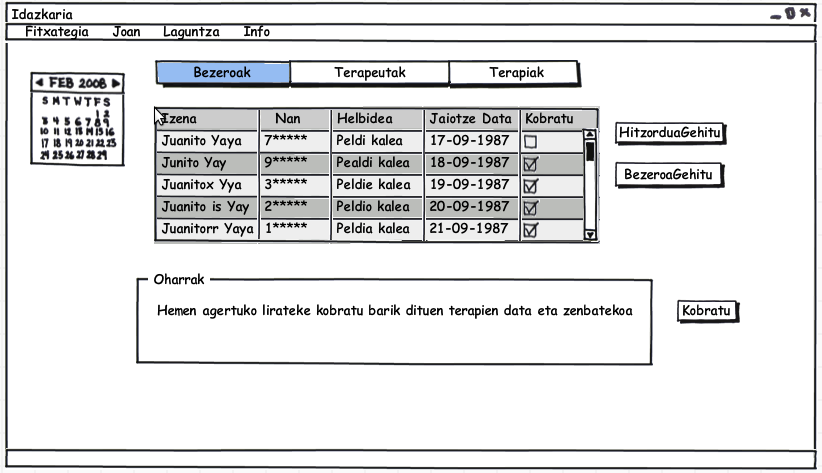 Idazkaria
Fitxategia Joan Laguntza Info
Bezeroak Terapeutak Terapiak
FEB 2008
S M T W T F S
1 2
3 4 5 6 7 8 9
10 11 12 13 14 15 16
17 18 19 20 21 22 23
24 25 26 27 28 29
Izena Nan Helbidea Jaiotze Data Kobratu
Juanito Yaya 7***** Peldi kalea 17-09-1987
Junito Yay 9***** Pealdi kalea 18-09-1987
Juanitox Yya 3***** Peldie kalea 19-09-1987
Juanito is Yay 2***** Peldio kalea 20-09-1987
Juanitorr Yaya 1***** Peldia kalea 21-09-1987
HitzorduaGehitu
BezeroaGehitu
Oharrak
Hemen agertuko lirateke kobratu barik dituen terapien data eta zenbatekoa
Kobratu